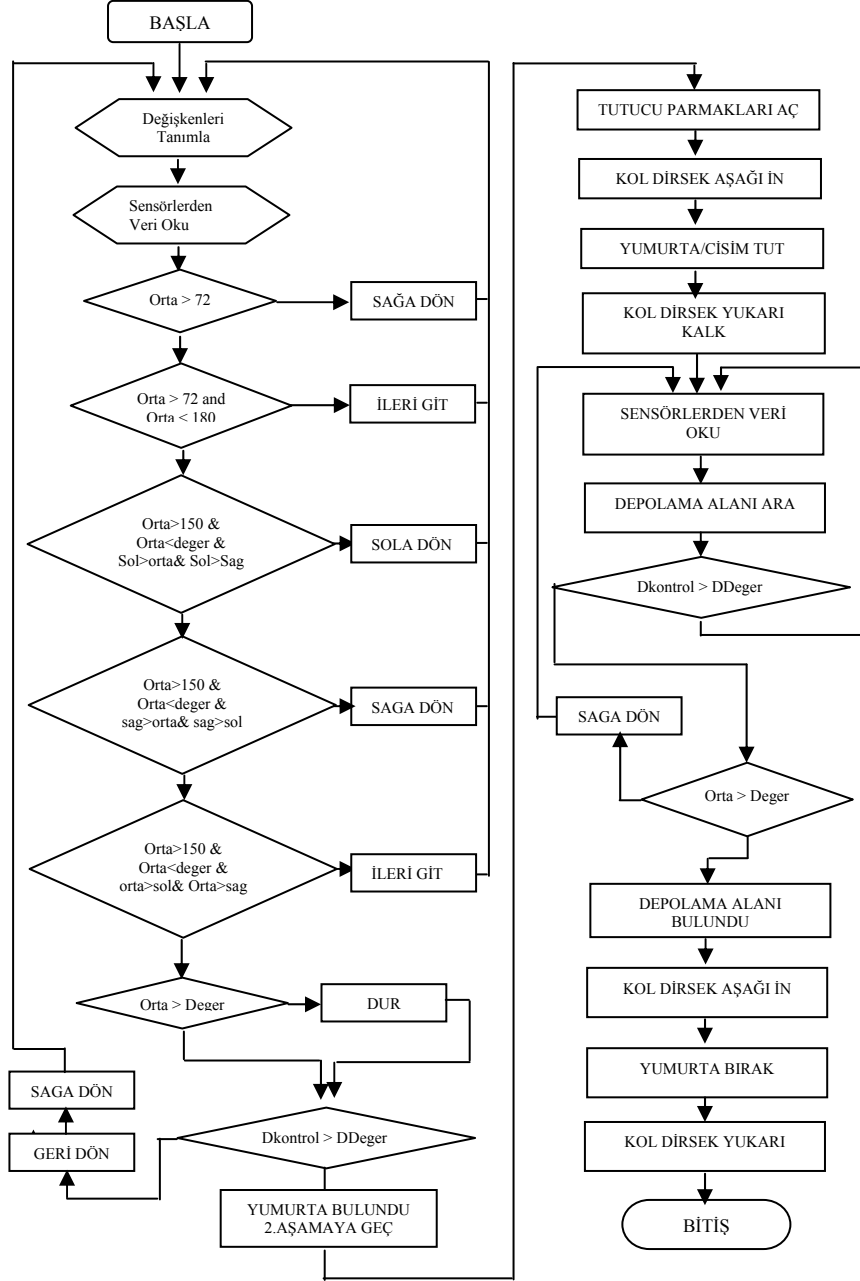 BAŞLA
Değişkenleri
Tanımla
Sensörlerden
Veri Oku
Orta > 72
SAĞA DÖN
Orta > 72 and
Orta < 180
İLERİ GİT
Orta>150 &
Orta<deger &
Sol>orta& Sol>Sag
SOLA DÖN
Orta>150 &
Orta<deger &
sag>orta& sag>sol
SAGA DÖN
Orta>150 &
Orta<deger &
orta>sol& Orta>sag
İLERİ GİT
Orta > Deger
DUR
SAGA DÖN
GERİ DÖN
Dkontrol > DDeger
YUMURTA BULUNDU
2.AŞAMAYA GEÇ
TUTUCU PARMAKLARI AÇ
KOL DİRSEK AŞAĞI İN
YUMURTA/CİSİM TUT
KOL DİRSEK YUKARI
KALK
SENSÖRLERDEN VERİ
OKU
DEPOLAMA ALANI ARA
Dkontrol > DDeger
SAGA DÖN
Orta > Deger
DEPOLAMA ALANI
BULUNDU
KOL DİRSEK AŞAĞI İN
YUMURTA BIRAK
KOL DİRSEK YUKARI
BİTİŞ